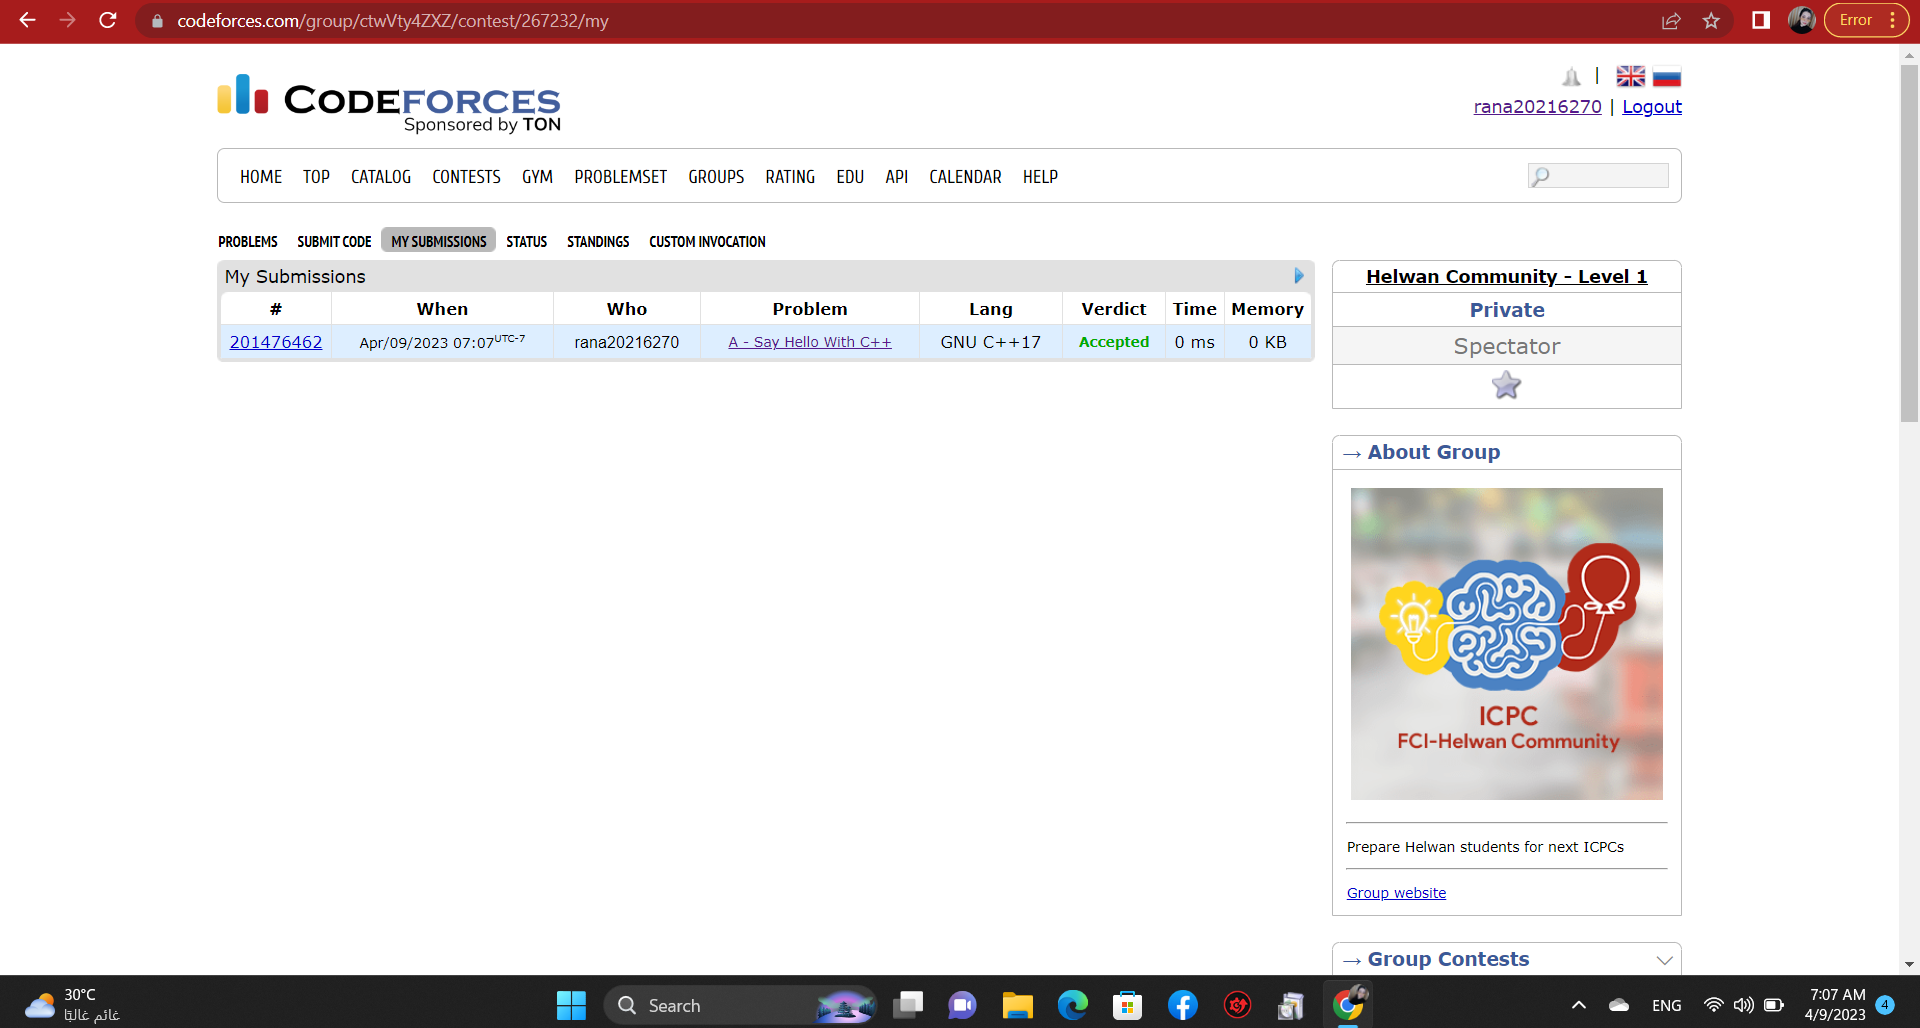 codeforces.com/group/ctwVty4ZXZ/contest/267232/my
Error
CODEFORCES
Sponsored by TON
|
rana20216270 | Logout
HOME TOP CATALOG CONTESTS GYM PROBLEMSET GROUPS RATING EDU API CALENDAR HELP
PROBLEMS SUBMIT CODE MY SUBMISSIONS STATUS STANDINGS CUSTOM INVOCATION
My Submissions
# When Who Problem Lang Verdict Time Memory
201476462 Apr/09/2023 07:07UTC-7 rana20216270 A - Say Hello With C++ GNU C++17 Accepted 0 ms 0 KB
Helwan Community - Level 1
Private
Spectator
→ About Group
ICPC
FCI-Helwan Community
Prepare Helwan students for next ICPCs
Group website
→ Group Contests
30°C
غائم غالبًا
Search
ENG
7:07 AM
4/9/2023
4